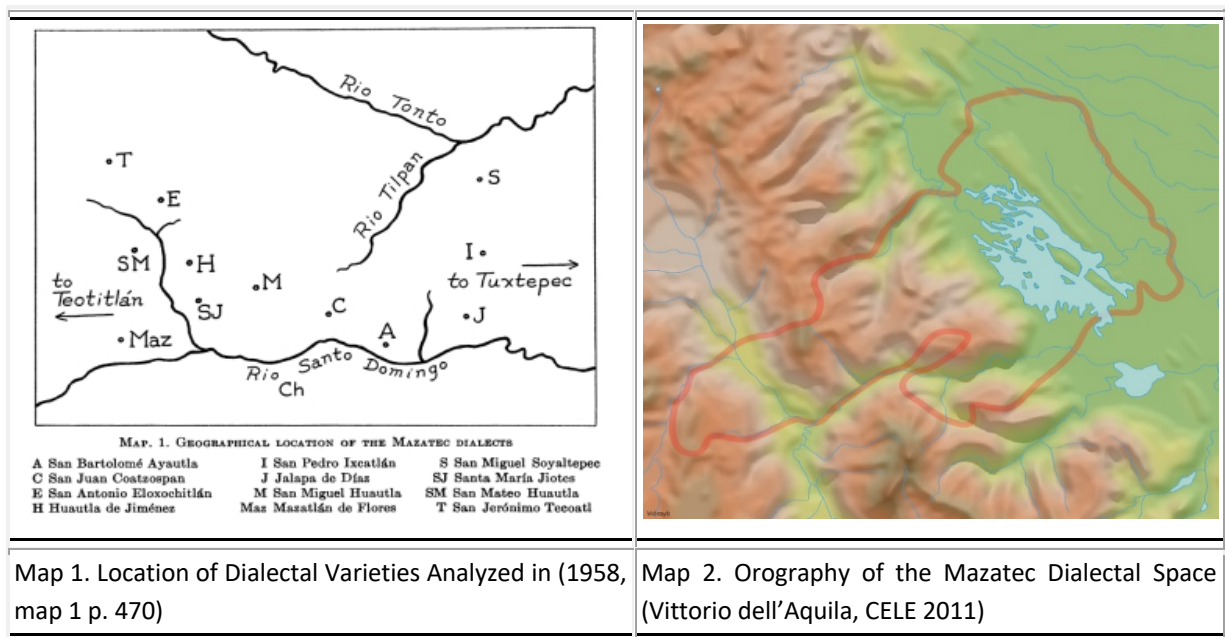 Rio Tonto
Rio Tilpan
T
S
E
SM
H
I
M
to
Teotitlán
to Tuxtepec
SJ
C
J
A
Maz
Rio Santo Domingo
Ch
MAP. 1. GEOGRAPHICAL LOCATION OF THE MAZATEC DIALECTS
A San Bartolomé Ayautla I San Pedro Ixcatlán S San Miguel Soyaltepec
C San Juan Coatzospan J Jalapa de Díaz SJ Santa María Jiotes
E San Antonio Eloxochitlán M San Miguel Huautla SM San Mateo Huautla
H Huautla de Jiménez Maz Mazatlán de Flores T San Jerónimo Tecoatl
Map 1. Location of Dialectal Varieties Analyzed in (1958,
map 1 p. 470)
Map 2. Orography of the Mazatec Dialectal Space
(Vittorio dell’Aquila, CELE 2011)